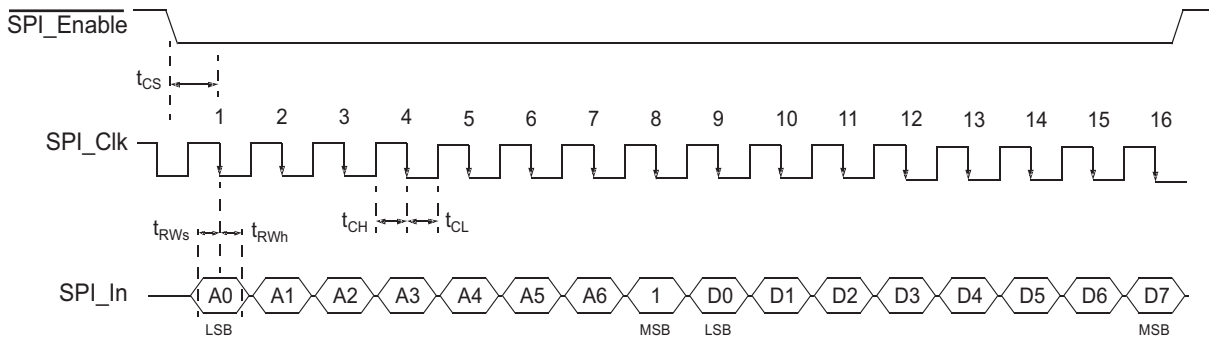 SPI_Enable
tCS
1 2 3 4 5 6 7 8 9 10 11 12 13 14 15 16
SPI_Clk
tCH tCL
tRWs tRWh
SPI_In A0 A1 A2 A3 A4 A5 A6 1 D0 D1 D2 D3 D4 D5 D6 D7
LSB MSB LSB MSB